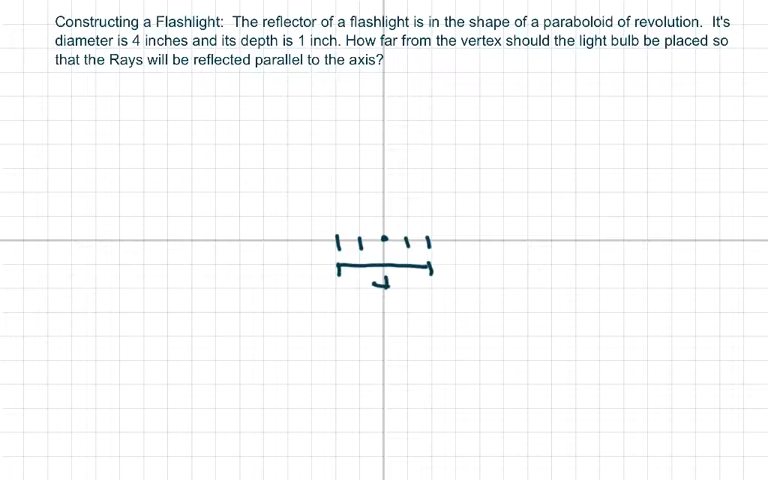 Constructing a Flashlight:  The reflector of a flashlight is in the shape of a paraboloid of revolution.  It's
diameter is 4 inches and its depth is 1 inch. How far from the vertex should the light bulb be placed so
that the Rays will be reflected parallel to the axis?